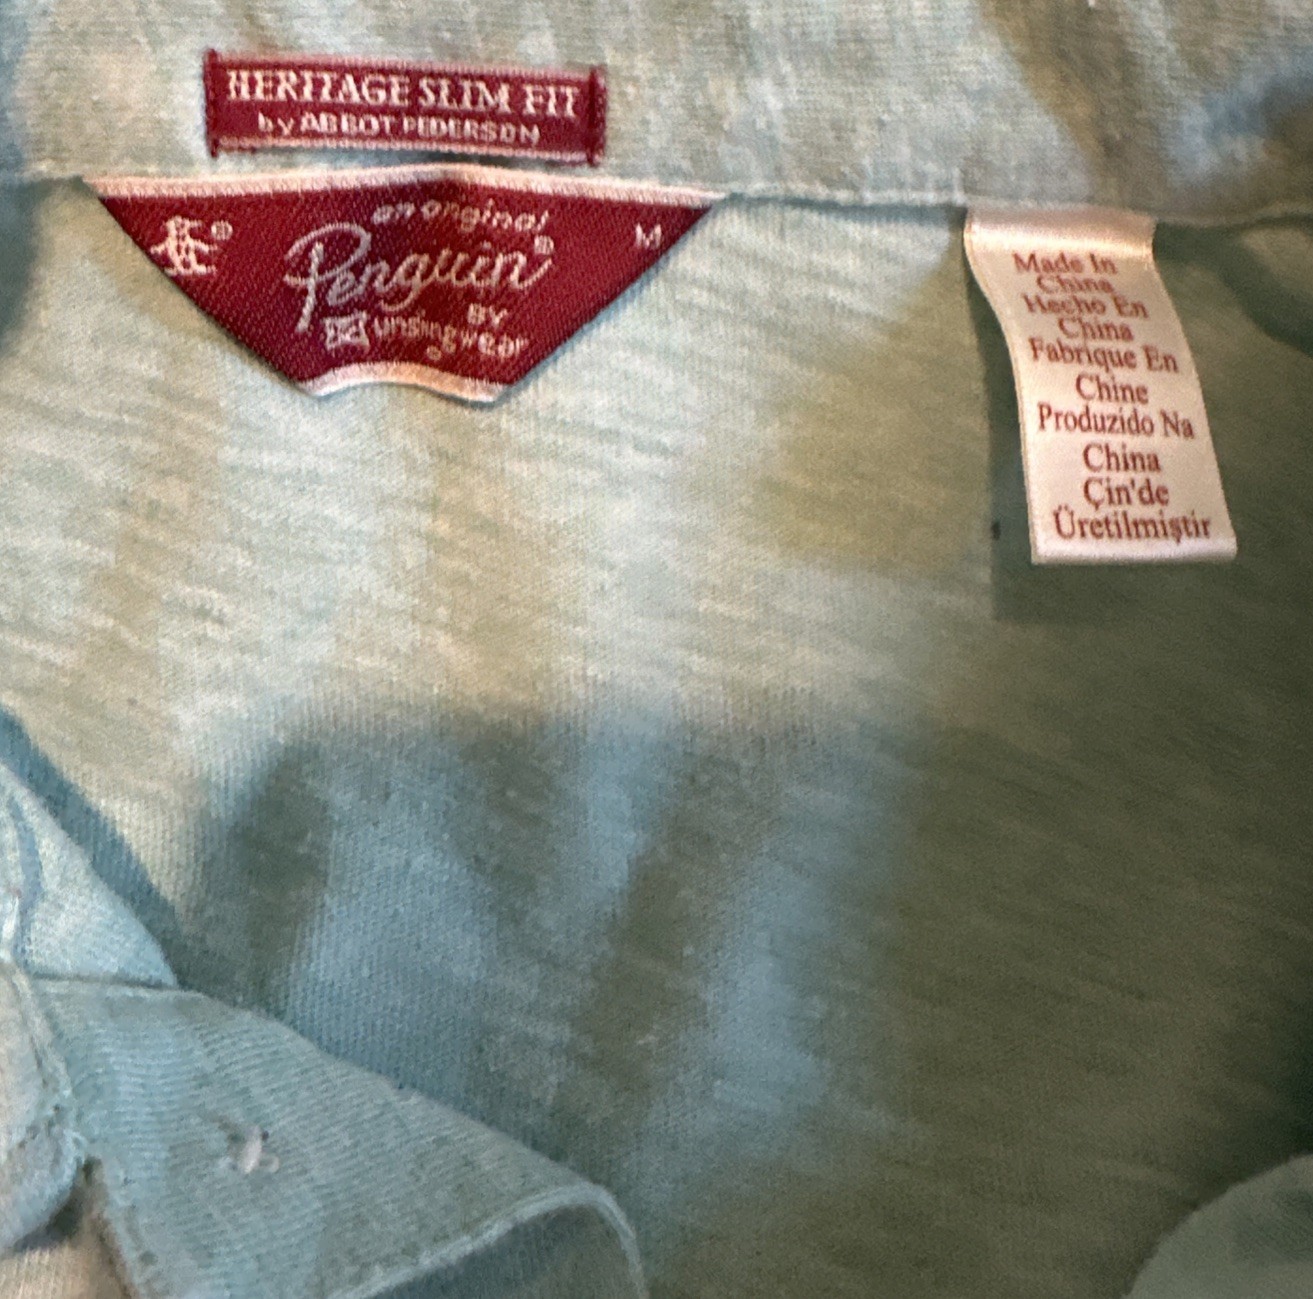 HERITAGE SLIM FIT
by ABBOT PEDERSON
an original
Penguin®
BY
unsingwear
®
M
Made In
China
Hecho En
China
Fabrique En
Chine
Produzido Na
China
Çin'de
Üretilmiştir